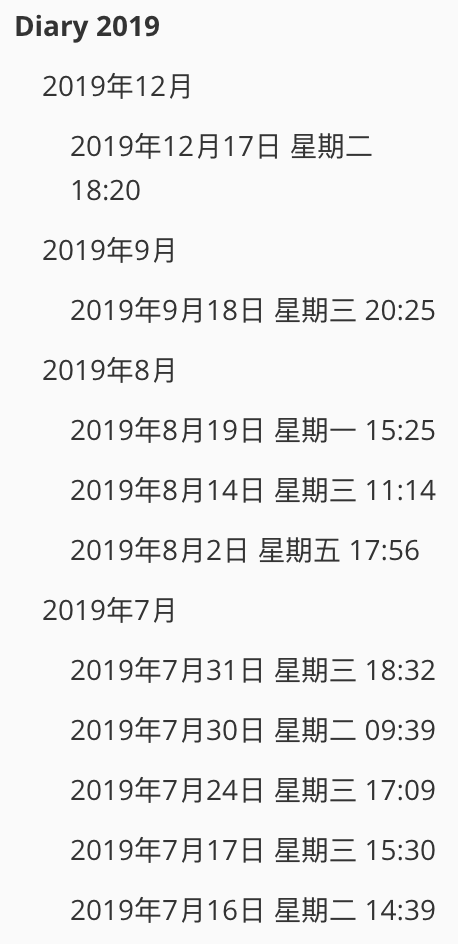 Diary 2019
2019年12月
2019年12月17日 星期二
18:20
2019年9月
2019年9月18日 星期三 20:25
2019年8月
2019年8月19日 星期一 15:25
2019年8月14日 星期三 11:14
2019年8月2日 星期五 17:56
2019年7月
2019年7月31日 星期三 18:32
2019年7月30日 星期二 09:39
2019年7月24日 星期三 17:09
2019年7月17日 星期三 15:30
2019年7月16日 星期二 14:39